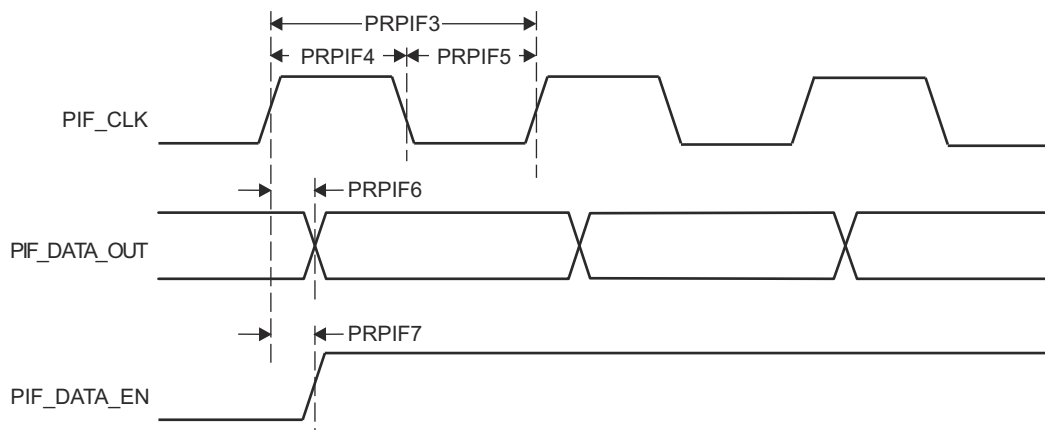 PRPIF3
PRPIF4
PRPIF5
PIF_CLK
PRPIF6
PIF_DATA_OUT
PRPIF7
PIF_DATA_EN